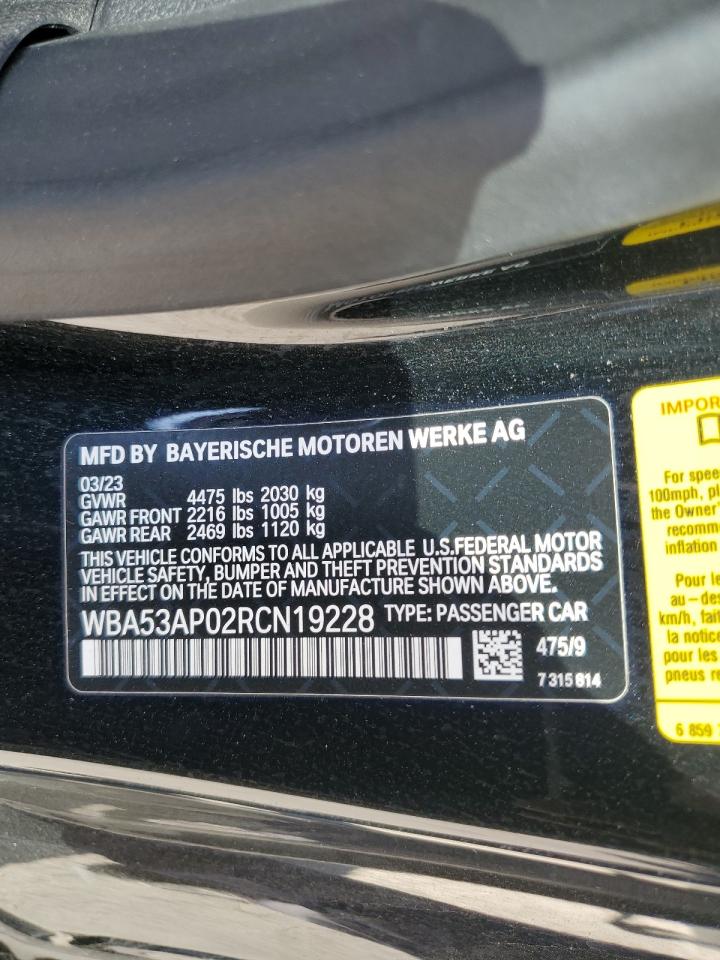 MFD BY BAYERISCHE MOTOREN WERKE AG
03/23
GVWR 4475 lbs 2030 kg
GAWR FRONT 2216 lbs 1005 kg
GAWR REAR 2469 lbs 1120 kg
THIS VEHICLE CONFORMS TO ALL APPLICABLE U.S.FEDERAL MOTOR
VEHICLE SAFETY, BUMPER AND THEFT PREVENTION STANDARDS
IN EFFECT ON THE DATE OF MANUFACTURE SHOWN ABOVE.
WBA53AP02RCN19228 TYPE: PASSENGER CAR
475/9
7 315 814
IMPOR
For spee
100mph, pl
the Owner'
recomm
inflation
Pour le
au-des
km/h, fait
la notice
pour les
pneus re
6 859